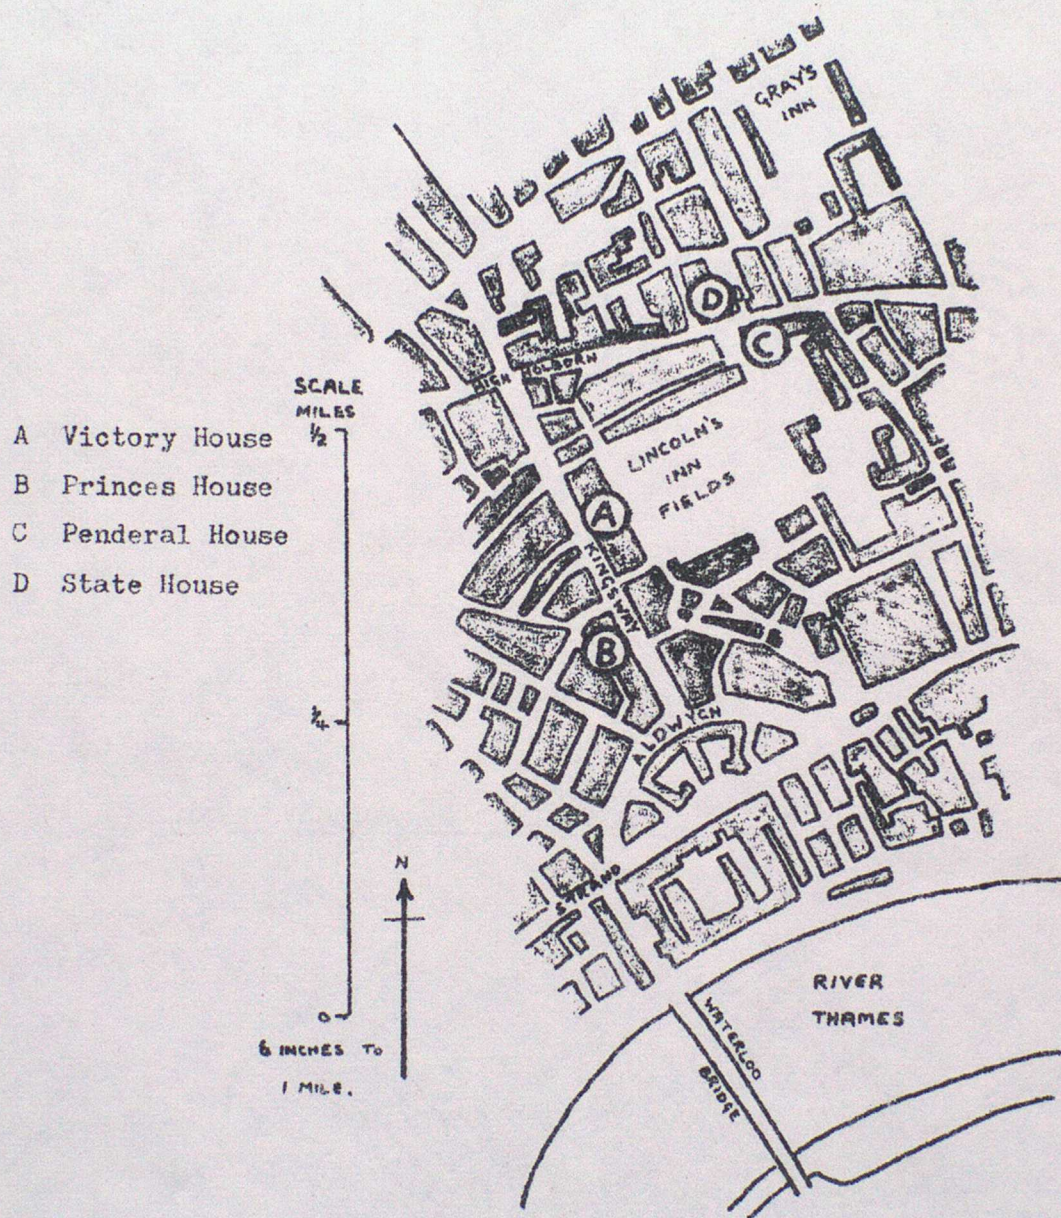 GRAY'S
INN
D
C
HIGH HOLBORN
SCALE
MILES
½
A Victory House
B Princes House
C Penderal House
D State House
LINCOLN'S
INN
FIELDS
A
KINGSWAY
B
¼
ALDWYCH
N
STRAND
0
6 INCHES TO
1 MILE.
RIVER
THAMES
WATERLOO
BRIDGE